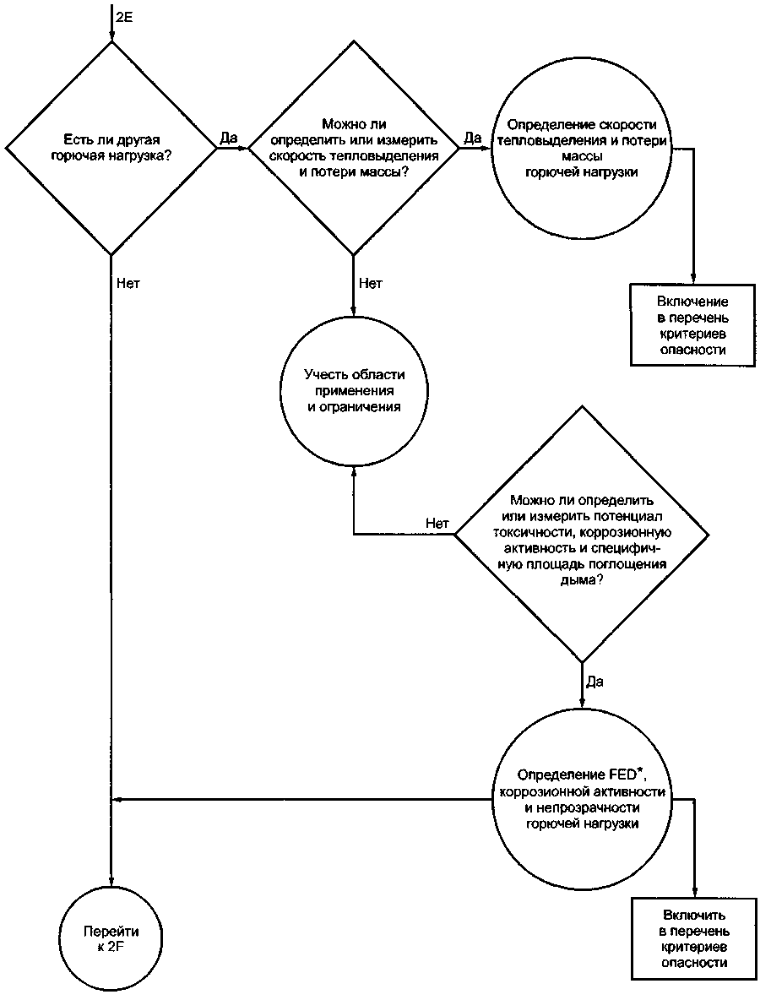 2E
Есть ли другая
горючая нагрузка?
Да
Можно ли
определить или измерить
скорость тепловыделения
и потери массы?
Да
Определение скорости
тепловыделения и потери
массы
горючей нагрузки
Нет
Нет
Включение
в перечень
критериев
опасности
Учесть области
применения
и ограничения
Можно ли определить
или измерить потенциал
токсичности, коррозионную
активность и специфич-
ную площадь поглощения
дыма?
Нет
Да
Определение FED*,
коррозионной активности
и непрозрачности
горючей нагрузки
Перейти
к 2F
Включить
в перечень
критериев
опасности